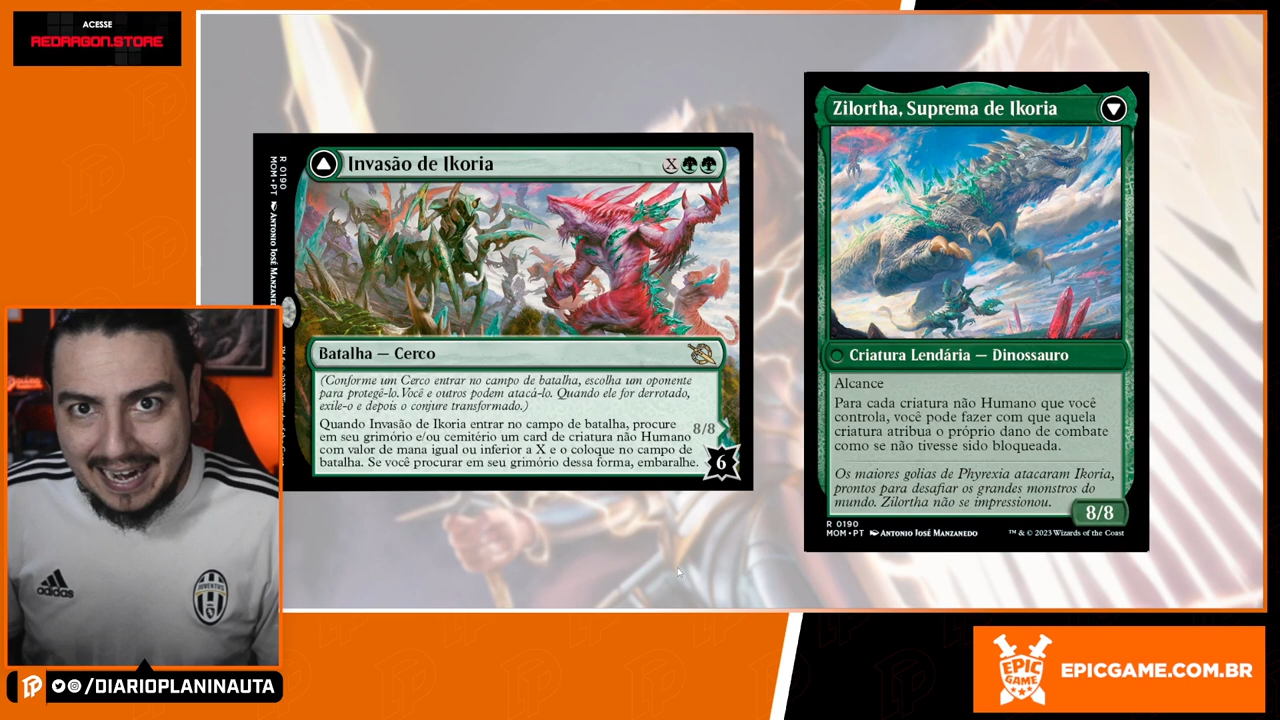 ACESSE
REDRAGON.STORE
Invasão de Ikoria
X
R 0190
MOM • PT Antonio José Manzanedo
Batalha — Cerco
(Conforme um Cerco entrar no campo de batalha, escolha um oponente
para protegê-lo. Você e outros podem atacá-lo. Quando ele for derrotado,
exile-o e depois o conjure transformado.)
Quando Invasão de Ikoria entrar no campo de batalha, procure
em seu grimório e/ou cemitério um card de criatura não Humano
com valor de mana igual ou inferior a X e o coloque no campo de
batalha. Se você procurar em seu grimório dessa forma, embaralhe.
8/8
6
Zilortha, Suprema de Ikoria
Criatura Lendária — Dinossauro
Alcance
Para cada criatura não Humano que você
controla, você pode fazer com que aquela
criatura atribua o próprio dano de combate
como se não tivesse sido bloqueada.
Os maiores golias de Phyrexia atacaram Ikoria,
prontos para desafiar os grandes monstros do
mundo. Zilortha não se impressionou.
8/8
R 0190
MOM • PT Antonio José Manzanedo
™ & © 2023 Wizards of the Coast
adidas
JUVENTUS
/DIARIOPLANINAUTA
EPIC
GAME
EPICGAME.COM.BR